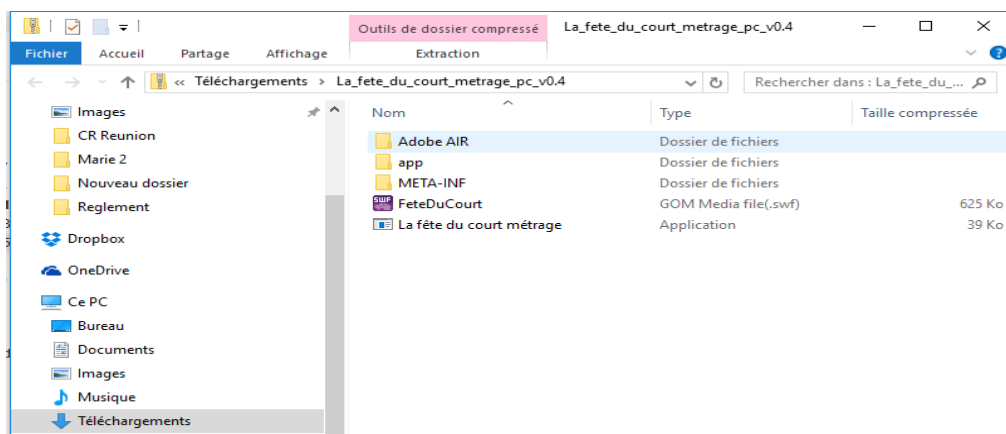 Outils de dossier compressé La_fete_du_court_metrage_pc_v0.4
Fichier Accueil Partage Affichage Extraction
« Téléchargements > La_fete_du_court_metrage_pc_v0.4 Rechercher dans : La_fete_du_...
Images
CR Reunion
Marie 2
Nouveau dossier
Reglement
Dropbox
OneDrive
Ce PC
Bureau
Documents
Images
Musique
Téléchargements
Nom Type Taille compressée
Adobe AIR Dossier de fichiers
app Dossier de fichiers
META-INF Dossier de fichiers
SWF FeteDuCourt GOM Media file(.swf) 625 Ko
La fête du court métrage Application 39 Ko